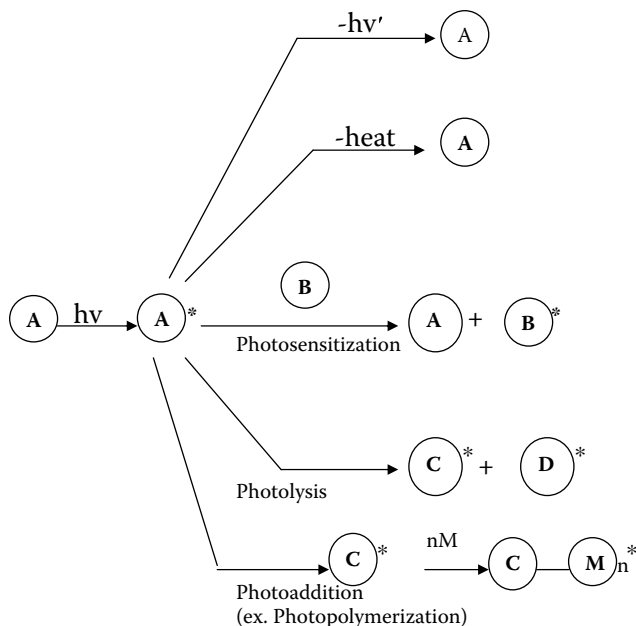 -hv′
A
-heat
A
B
A hv A*
A + B*
Photosensitization
C* + D*
Photolysis
C* nM C M n*
Photoaddition
(ex. Photopolymerization)